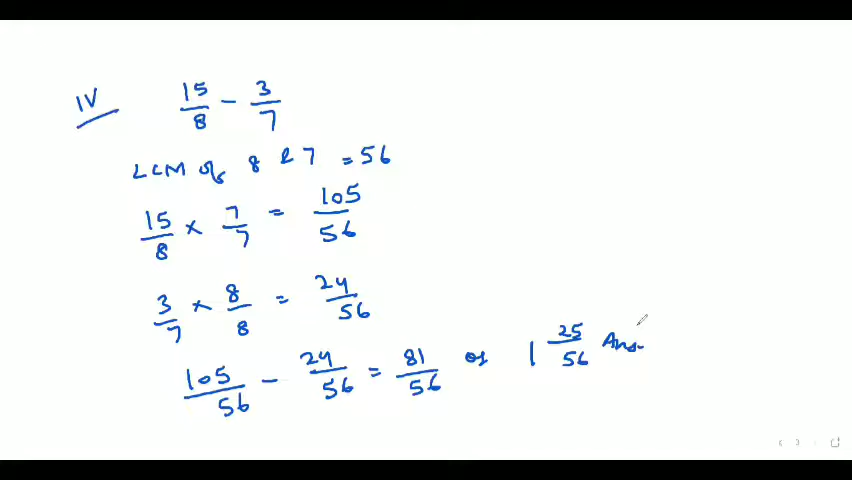 IV 15/8 - 3/7
LCM of 8 & 7 = 56
15/8 × 7/7 = 105/56
3/7 × 8/8 = 24/56
105/56 - 24/56 = 81/56 or 1 25/56 Ans.